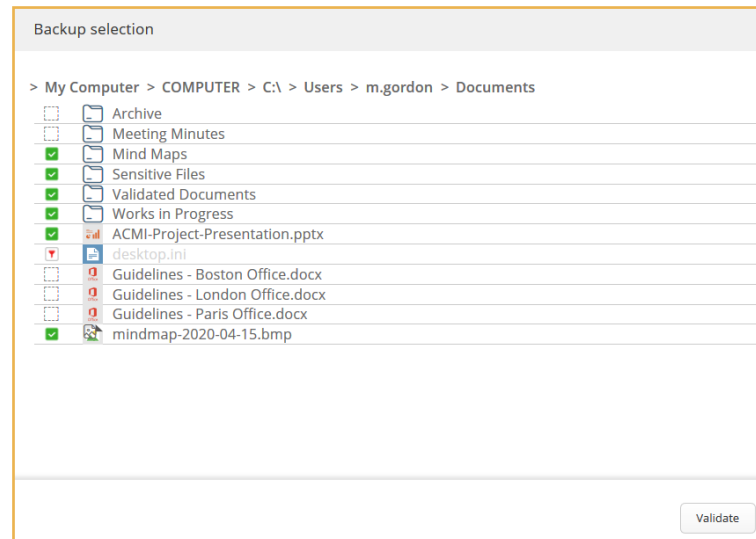 Backup selection
> My Computer > COMPUTER > C:\ > Users > m.gordon > Documents
Archive
Meeting Minutes
Mind Maps
Sensitive Files
Validated Documents
Works in Progress
ACMI-Project-Presentation.pptx
desktop.ini
Guidelines - Boston Office.docx
Guidelines - London Office.docx
Guidelines - Paris Office.docx
mindmap-2020-04-15.bmp
Validate